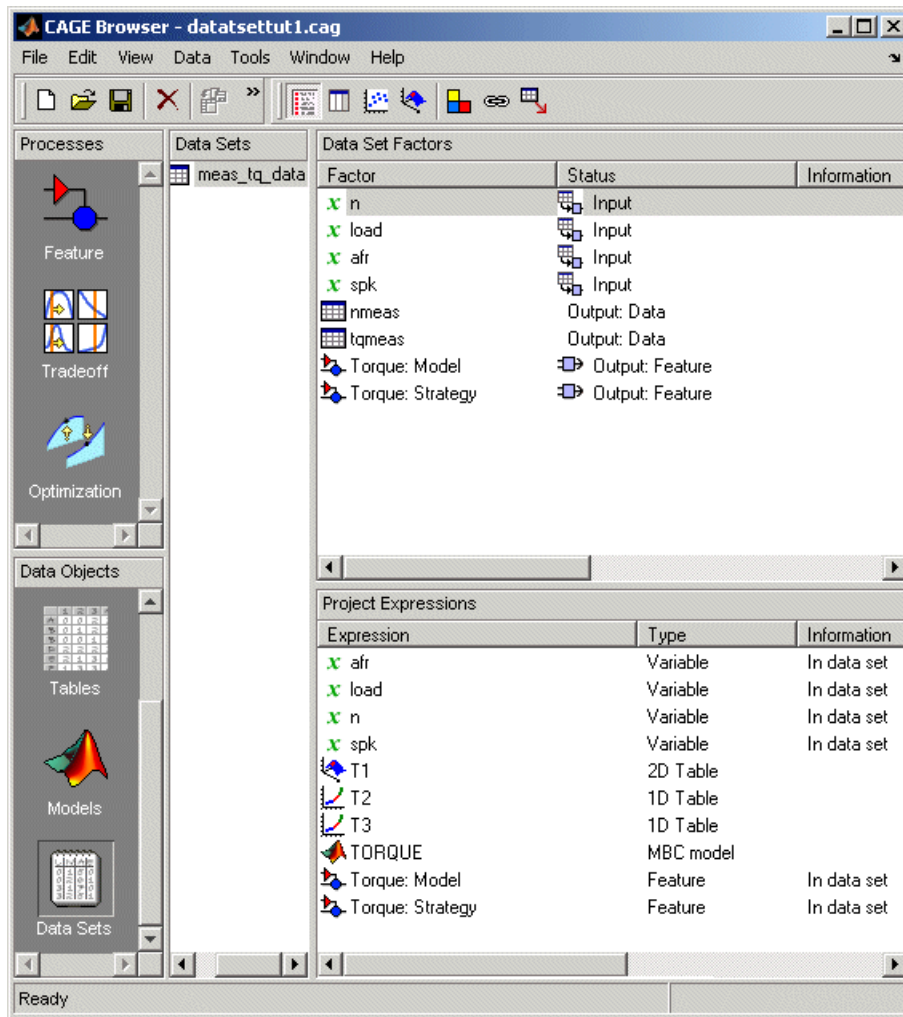 CAGE Browser - datatsettut1.cag
File Edit View Data Tools Window Help
Processes
Feature
Tradeoff
Optimization
Data Objects
Tables
Models
Data Sets
Data Sets
meas_tq_data
Data Set Factors
Factor Status Information
n Input
load Input
afr Input
spk Input
nmeas Output: Data
tqmeas Output: Data
Torque: Model Output: Feature
Torque: Strategy Output: Feature
Project Expressions
Expression Type Information
afr Variable In data set
load Variable In data set
n Variable In data set
spk Variable In data set
T1 2D Table
T2 1D Table
T3 1D Table
TORQUE MBC model
Torque: Model Feature In data set
Torque: Strategy Feature In data set
Ready